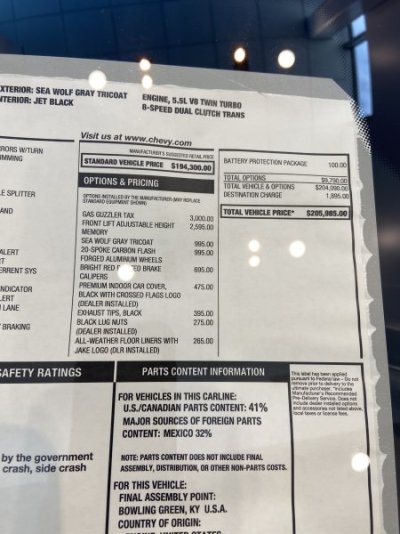 EXTERIOR: SEA WOLF GRAY TRICOAT
INTERIOR: JET BLACK
ENGINE, 5.5L V8 TWIN TURBO
8-SPEED DUAL CLUTCH TRANS
Visit us at www.chevy.com
MANUFACTURER'S SUGGESTED RETAIL PRICE
STANDARD VEHICLE PRICE $194,300.00
OPTIONS & PRICING
OPTIONS INSTALLED BY THE MANUFACTURER (MAY REPLACE
STANDARD EQUIPMENT SHOWN)
GAS GUZZLER TAX 3,000.00
FRONT LIFT ADJUSTABLE HEIGHT 2,595.00
MEMORY
SEA WOLF GRAY TRICOAT 995.00
20-SPOKE CARBON FLASH 995.00
FORGED ALUMINUM WHEELS
BRIGHT RED BRAKE 695.00
CALIPERS
PREMIUM INDOOR CAR COVER, 475.00
BLACK WITH CROSSED FLAGS LOGO
(DEALER INSTALLED)
EXHAUST TIPS, BLACK 395.00
BLACK LUG NUTS 275.00
(DEALER INSTALLED)
ALL-WEATHER FLOOR LINERS WITH 265.00
JAKE LOGO (DLR INSTALLED)
BATTERY PROTECTION PACKAGE 100.00
TOTAL OPTIONS $9,790.00
TOTAL VEHICLE & OPTIONS $204,090.00
DESTINATION CHARGE 1,895.00
TOTAL VEHICLE PRICE* $205,985.00
RORS W/TURN
IMMING
SPLITTER
AND
ALERT
T
ERRENT SYS
INDICATOR
LERT
LANE
BRAKING
SAFETY RATINGS
by the government
crash, side crash
PARTS CONTENT INFORMATION
FOR VEHICLES IN THIS CARLINE:
U.S./CANADIAN PARTS CONTENT: 41%
MAJOR SOURCES OF FOREIGN PARTS
CONTENT: MEXICO 32%
NOTE: PARTS CONTENT DOES NOT INCLUDE FINAL
ASSEMBLY, DISTRIBUTION, OR OTHER NON-PARTS COSTS.
FOR THIS VEHICLE:
FINAL ASSEMBLY POINT:
BOWLING GREEN, KY U.S.A.
COUNTRY OF ORIGIN:
This label has been applied
pursuant to Federal law – Do not
remove prior to delivery to the
ultimate purchaser. *Includes
Manufacturer's Recommended
Pre-Delivery Service. Does not
include dealer installed options
and accessories not listed above,
local taxes or license fees.